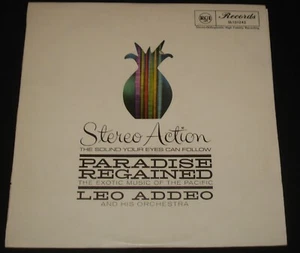 RCA
Records
Stereo Action
THE SOUND YOUR EYES CAN FOLLOW
PARADISE
REGAINED
THE EXOTIC MUSIC OF THE PACIFIC
LEO ADDEO
AND HIS ORCHESTRA